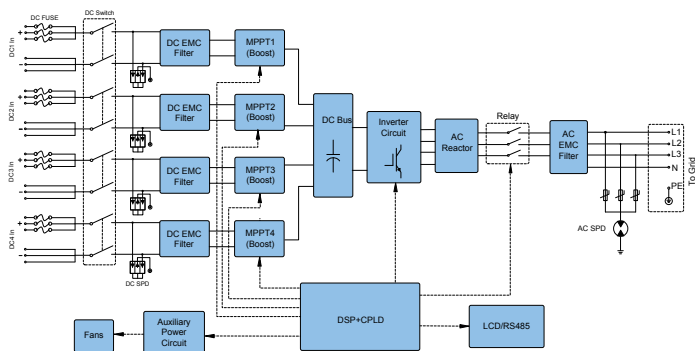 DC FUSE
DC Switch
DC1 In
+
−
DC EMC
Filter
MPPT1
(Boost)
DC2 In
+
−
DC EMC
Filter
MPPT2
(Boost)
DC3 In
+
−
DC EMC
Filter
MPPT3
(Boost)
DC4 In
+
−
DC EMC
Filter
MPPT4
(Boost)
DC SPD
DC Bus
Inverter
Circuit
AC
Reactor
Relay
AC
EMC
Filter
L1
L2
L3
N
PE
To Grid
AC SPD
DSP+CPLD
LCD/RS485
Auxiliary
Power
Circuit
Fans